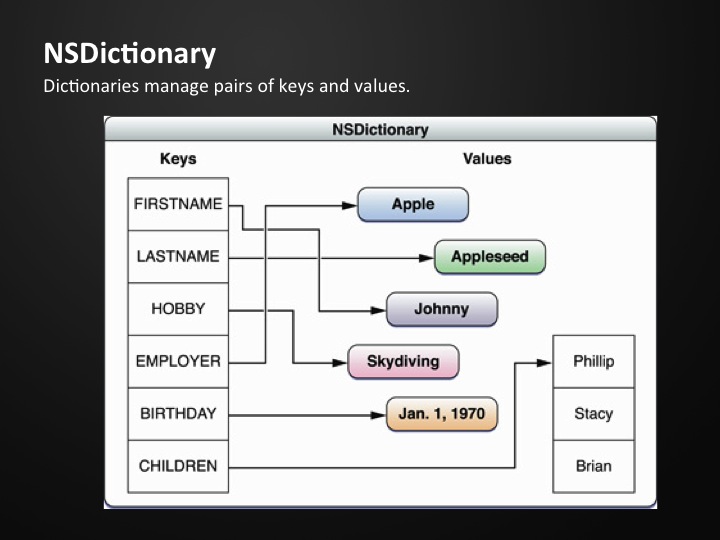 NSDictionary
Dictionaries manage pairs of keys and values.
NSDictionary
Keys Values
FIRSTNAME Apple
LASTNAME Appleseed
HOBBY Johnny
EMPLOYER Skydiving Phillip
BIRTHDAY Jan. 1, 1970 Stacy
CHILDREN Brian